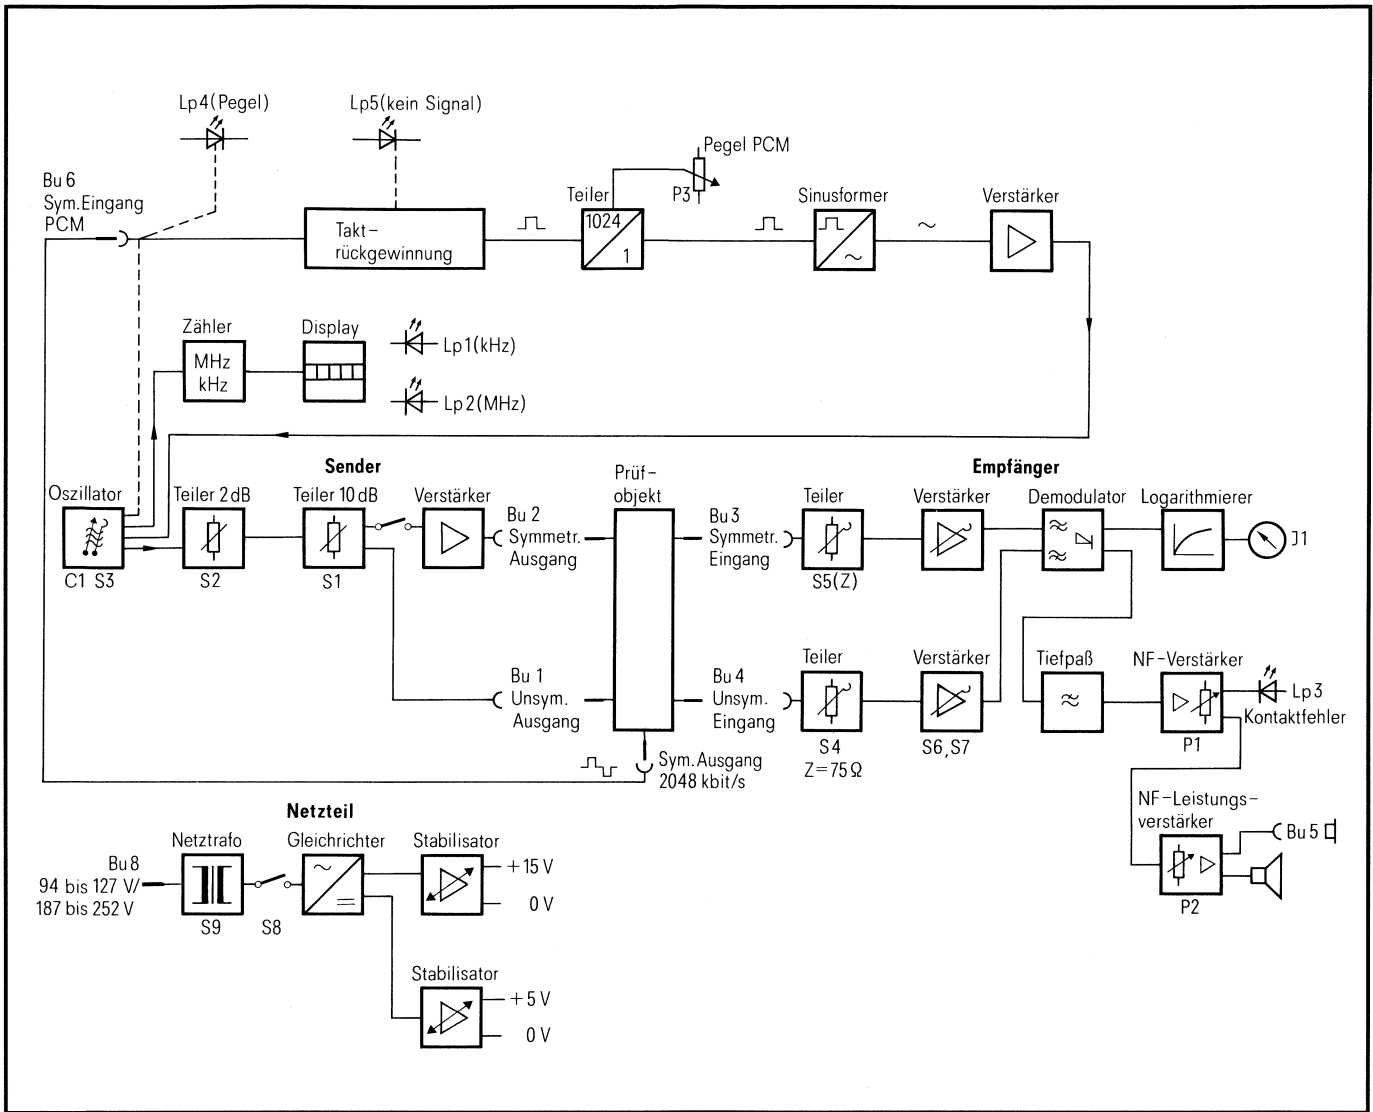 Lp4(Pegel)
Lp5(kein Signal)
Pegel PCM
P3
Bu 6
Sym.Eingang
PCM
Takt-
rückgewinnung
Teiler
1024
1
Sinusformer
~
~
Verstärker
Zähler
MHz
kHz
Display
Lp1(kHz)
Lp2(MHz)
Sender
Empfänger
Oszillator
C1 S3
Teiler 2 dB
S2
Teiler 10 dB
S1
Verstärker
Bu 2
Symmetr.
Ausgang
Prüf-
objekt
Bu 3
Symmetr.
Eingang
Teiler
S5(Z)
Verstärker
Demodulator
≈
≈
Logarithmierer
J1
Bu 1
Unsym.
Ausgang
Bu 4
Unsym.
Eingang
Teiler
S4
Z=75Ω
Verstärker
S6,S7
Tiefpaß
≈
NF-Verstärker
P1
Lp3
Kontaktfehler
Sym.Ausgang
2048 kbit/s
NF-Leistungs-
verstärker
P2
Bu 5
Netzteil
Bu 8
94 bis 127 V/
187 bis 252 V
Netztrafo
S9
S8
Gleichrichter
~
=
Stabilisator
+15 V
0 V
Stabilisator
+5 V
0 V